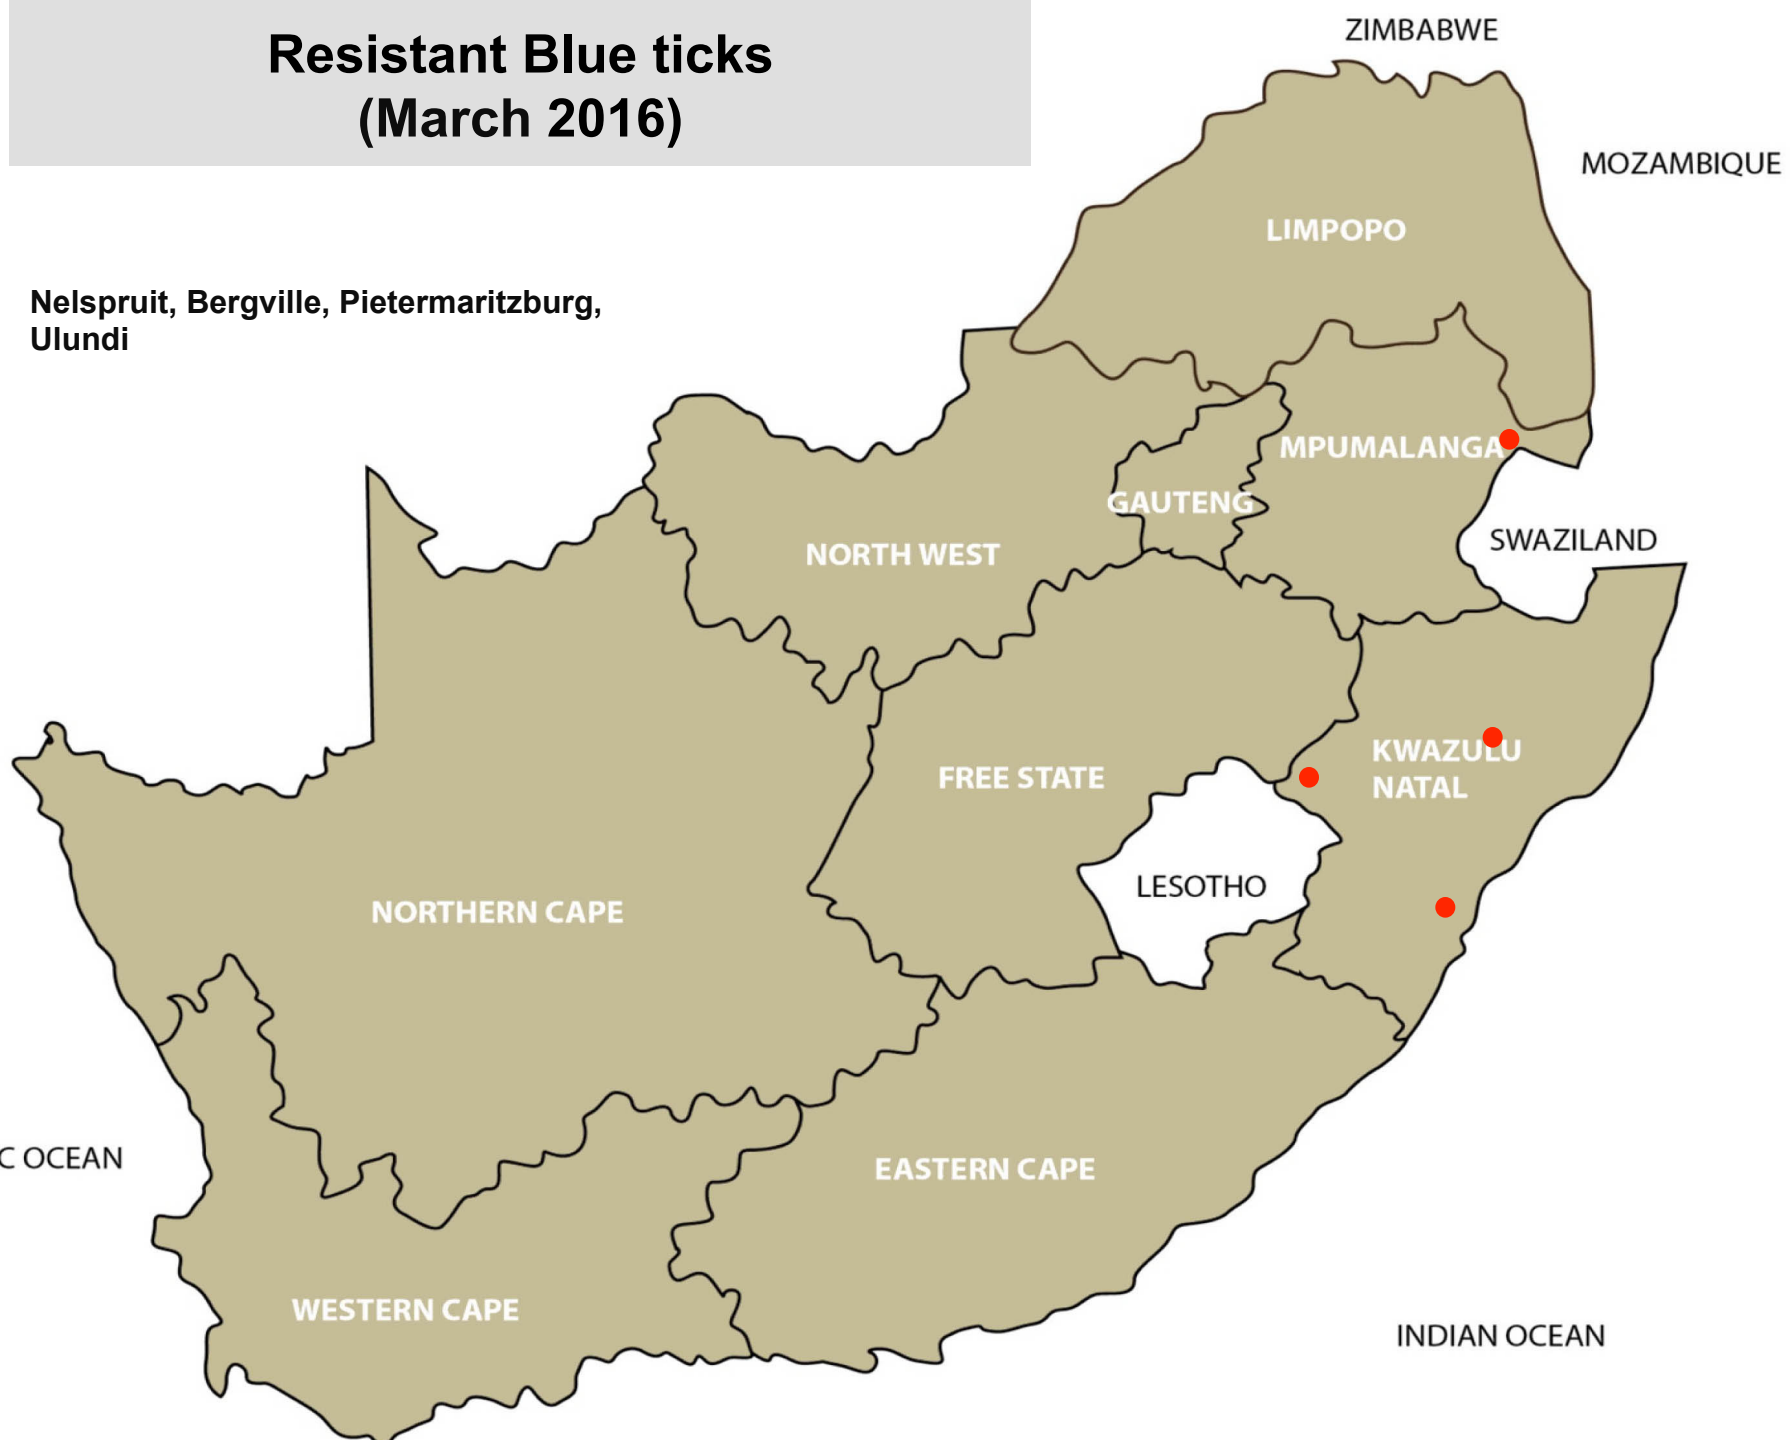 Resistant Blue ticks
(March 2016)
ZIMBABWE
MOZAMBIQUE
LIMPOPO
Nelspruit, Bergville, Pietermaritzburg,
Ulundi
MPUMALANGA
GAUTENG
SWAZILAND
NORTH WEST
KWAZULU
NATAL
FREE STATE
LESOTHO
NORTHERN CAPE
C OCEAN
EASTERN CAPE
WESTERN CAPE
INDIAN OCEAN